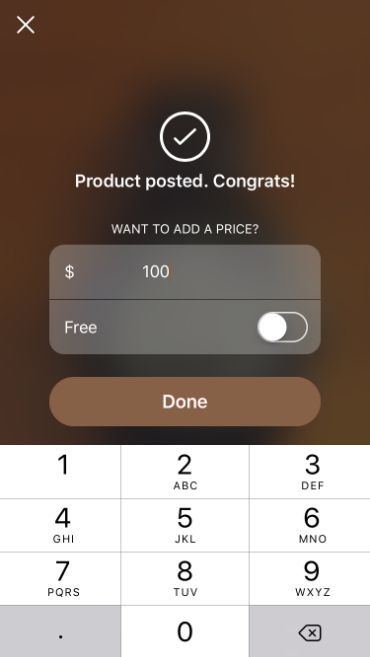 Product posted. Congrats!
WANT TO ADD A PRICE?
$ 100
Free
Done
1 2 3
ABC DEF
4 5 6
GHI JKL MNO
7 8 9
PQRS TUV WXYZ
. 0